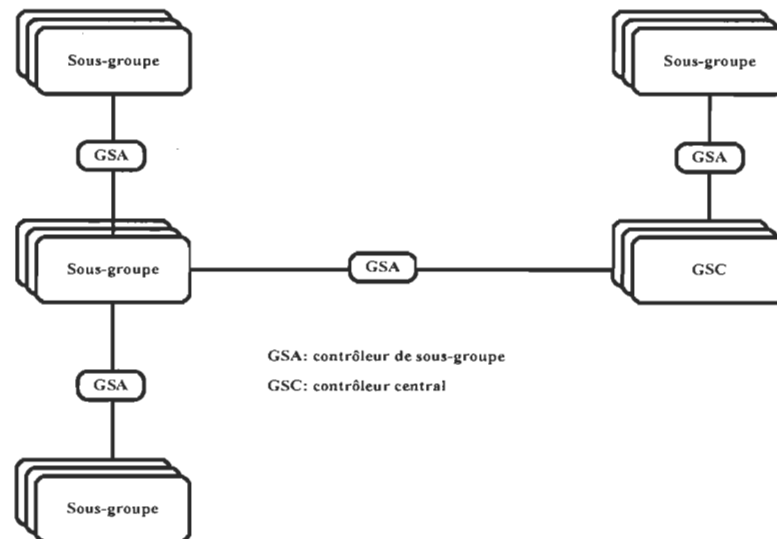 Sous-groupe
Sous-groupe
GSA
GSA
Sous-groupe
GSA
GSC
GSA: contrôleur de sous-groupe
GSA
GSC: contrôleur central
Sous-groupe